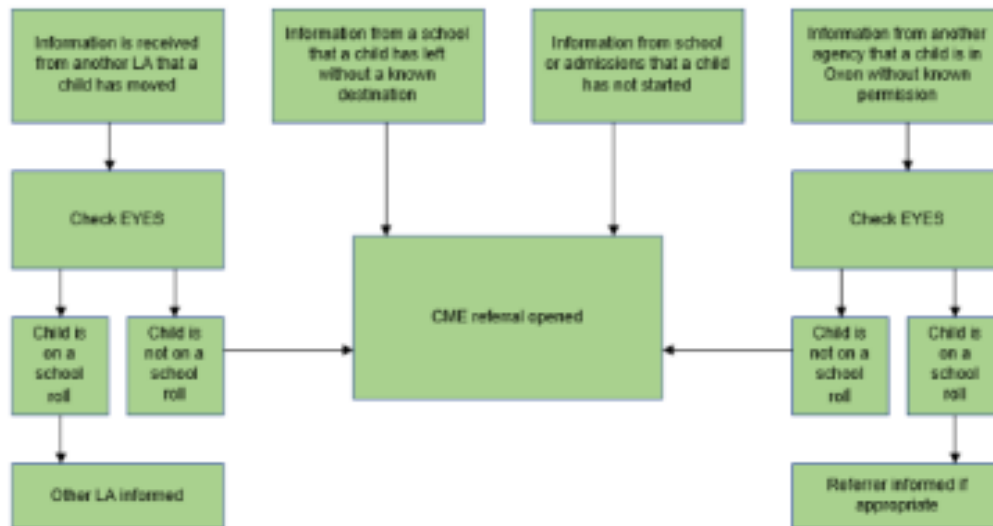 Information is received
from another LA that a
child has moved
Information from a school
that a child has left
without a known
destination
Information from school
or admissions that a child
has not started
Information from another
agency that a child is in
Oxon without known
permission
Check EYES
Check EYES
CME referral opened
Child is
on a
school
roll
Child is
not on a
school
roll
Child is
not on a
school
roll
Child is
on a
school
roll
Other LA informed
Referrer informed if
appropriate